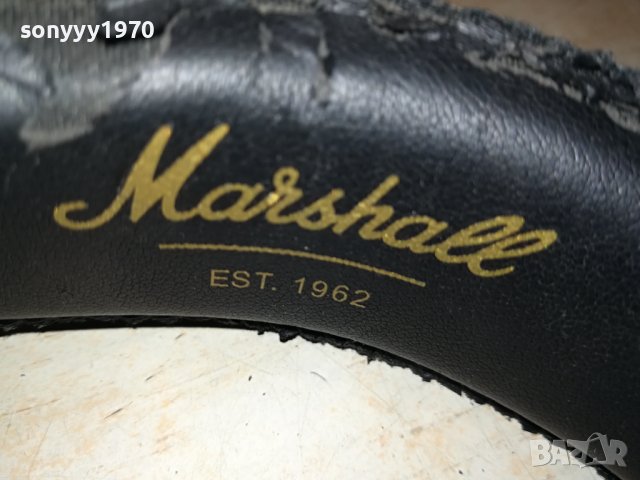 sonyyy1970
Marshall
EST. 1962
BAZAR